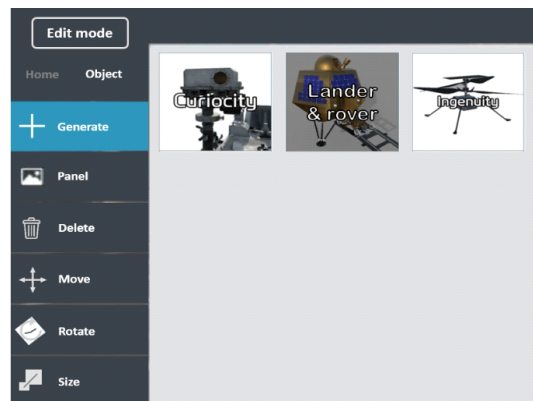 Edit mode
Home Object
Generate
Panel
Delete
Move
Rotate
Size
Curiocity
Lander
& rover
Ingenuity